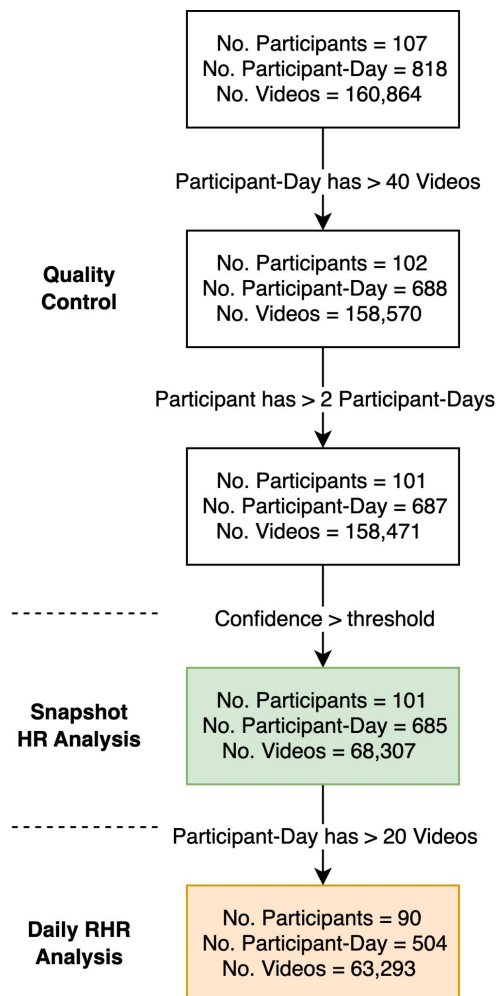 No. Participants = 107
No. Participant-Day = 818
No. Videos = 160,864
Participant-Day has > 40 Videos
Quality
Control
No. Participants = 102
No. Participant-Day = 688
No. Videos = 158,570
Participant has > 2 Participant-Days
No. Participants = 101
No. Participant-Day = 687
No. Videos = 158,471
Confidence > threshold
Snapshot
HR Analysis
No. Participants = 101
No. Participant-Day = 685
No. Videos = 68,307
Participant-Day has > 20 Videos
Daily RHR
Analysis
No. Participants = 90
No. Participant-Day = 504
No. Videos = 63,293